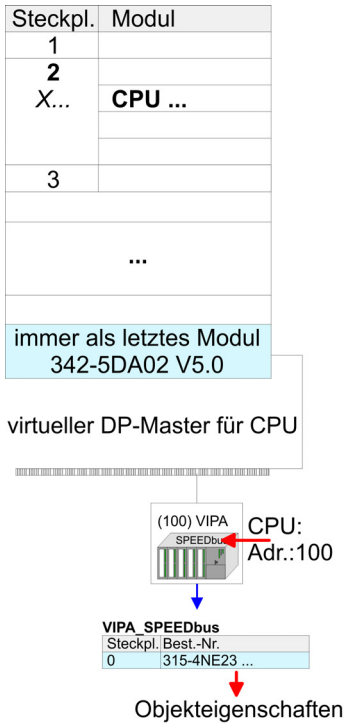 Steckpl. Modul
1
2
X... CPU ...
3
...
immer als letztes Modul
342-5DA02 V5.0
virtueller DP-Master für CPU
(100) VIPA
SPEEDbus
CPU:
Adr.:100
VIPA_SPEEDbus
Steckpl. Best.-Nr.
0 315-4NE23 ...
Objekteigenschaften